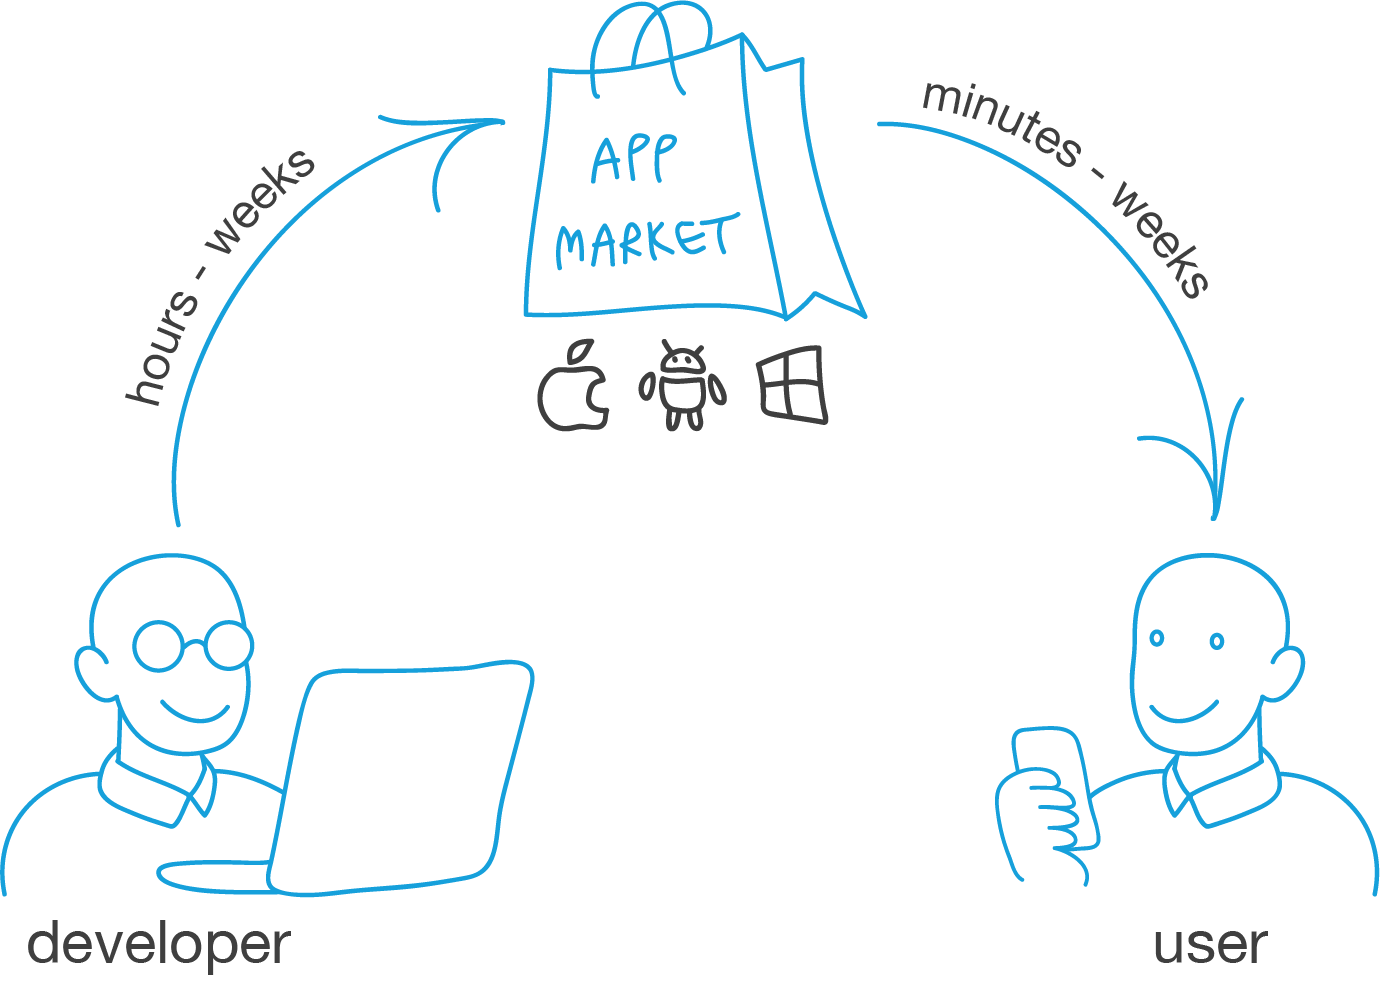 minutes - weeks
hours - weeks
APP
MARKET
developer
user